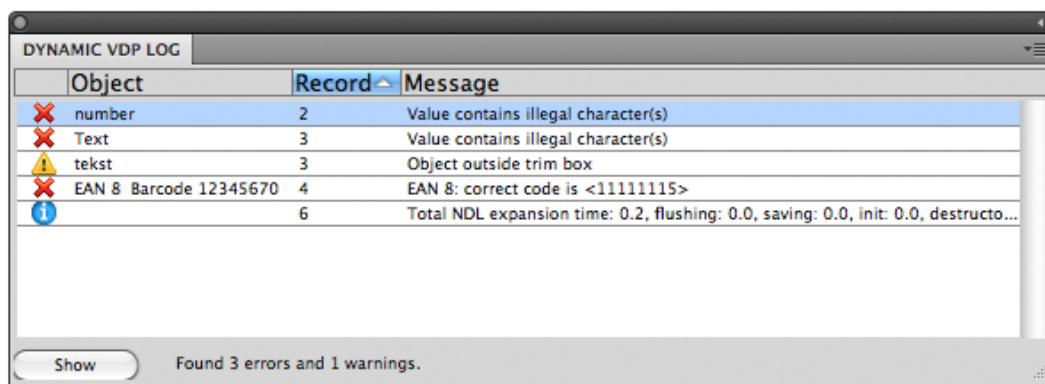 DYNAMIC VDP LOG
Object Record Message
number 2 Value contains illegal character(s)
Text 3 Value contains illegal character(s)
tekst 3 Object outside trim box
EAN 8 Barcode 12345670 4 EAN 8: correct code is <11111115>
6 Total NDL expansion time: 0.2, flushing: 0.0, saving: 0.0, init: 0.0, destructo...
Show Found 3 errors and 1 warnings.